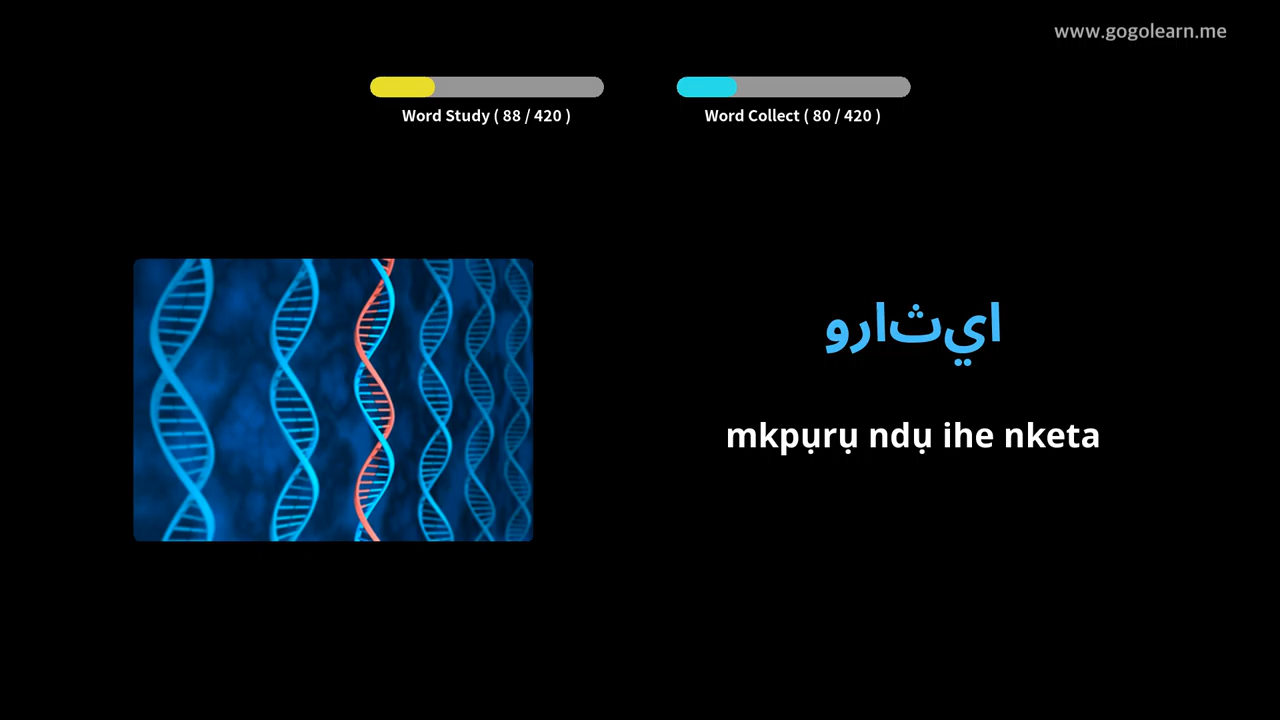 www.gogolearn.me
Word Study ( 88 / 420 )
Word Collect ( 80 / 420 )
ايثارو
mkpụrụ ndụ ihe nketa